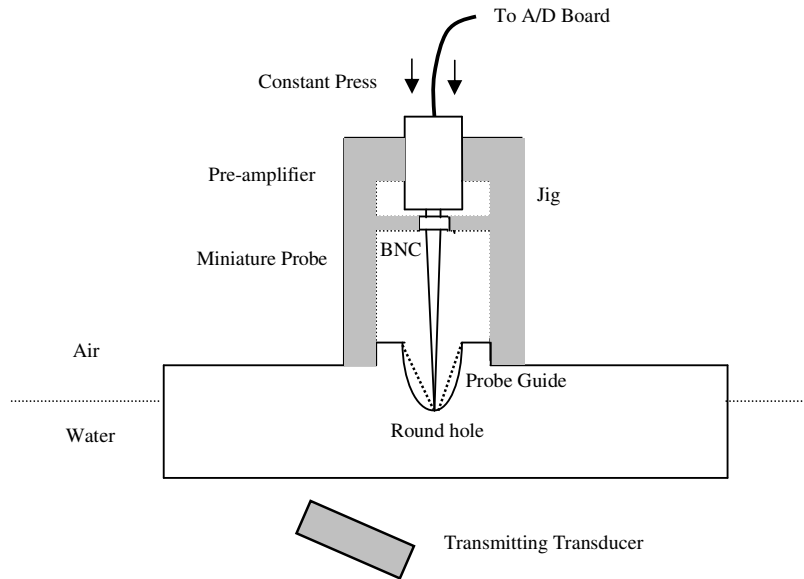 To A/D Board
Constant Press
Pre-amplifier
Jig
BNC
Miniature Probe
Air
Probe Guide
Water
Round hole
Transmitting Transducer